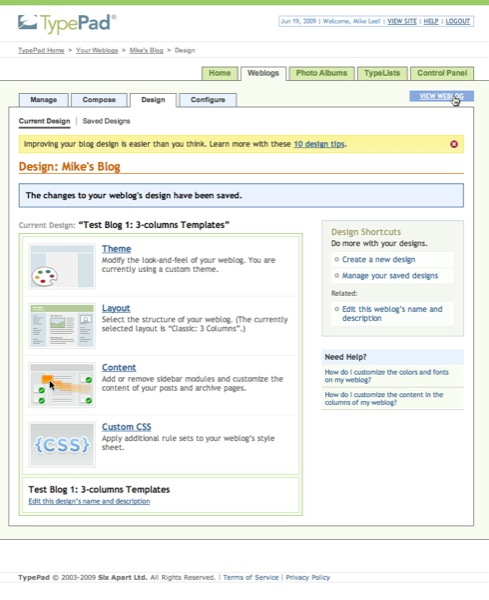 TypePad®
Jun 19, 2009 | Welcome, Mike Lee! | VIEW SITE | HELP | LOGOUT
TypePad Home > Your Weblogs > Mike's Blog > Design
Home
Weblogs
Photo Albums
TypeLists
Control Panel
Manage
Compose
Design
Configure
VIEW WEBLOG
Current Design | Saved Designs
Improving your blog design is easier than you think. Learn more with these 10 design tips.
Design: Mike's Blog
The changes to your weblog's design have been saved.
Current Design: "Test Blog 1: 3-columns Templates"
Theme
Modify the look-and-feel of your weblog. You are
currently using a custom theme.
Layout
Select the structure of your weblog. (The currently
selected layout is "Classic: 3 Columns".)
Content
Add or remove sidebar modules and customize the
content of your posts and archive pages.
{CSS}
Custom CSS
Apply additional rule sets to your weblog's style
sheet.
Test Blog 1: 3-columns Templates
Edit this design's name and description
Design Shortcuts
Do more with your designs.
Create a new design
Manage your saved designs
Related:
Edit this weblog's name and
description
Need Help?
How do I customize the colors and fonts
on my weblog?
How do I customize the content in the
columns of my weblog?
TypePad © 2003-2009 Six Apart Ltd. All Rights Reserved. | Terms of Service | Privacy Policy